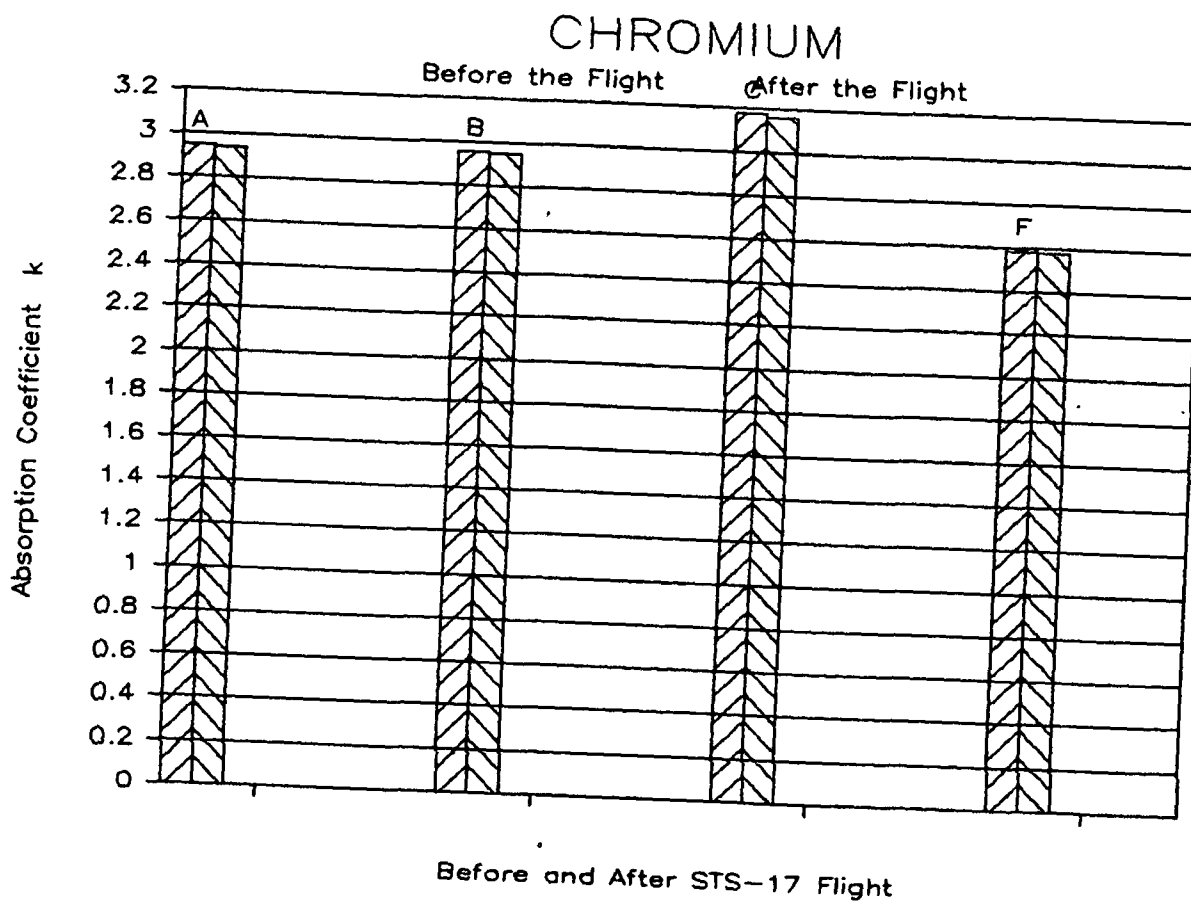 CHROMIUM
Before the Flight
After the Flight
3.2
3
2.8
2.6
2.4
2.2
2
1.8
1.6
1.4
1.2
1
0.8
0.6
0.4
0.2
0
Absorption Coefficient k
A
B
C
F
Before and After STS-17 Flight